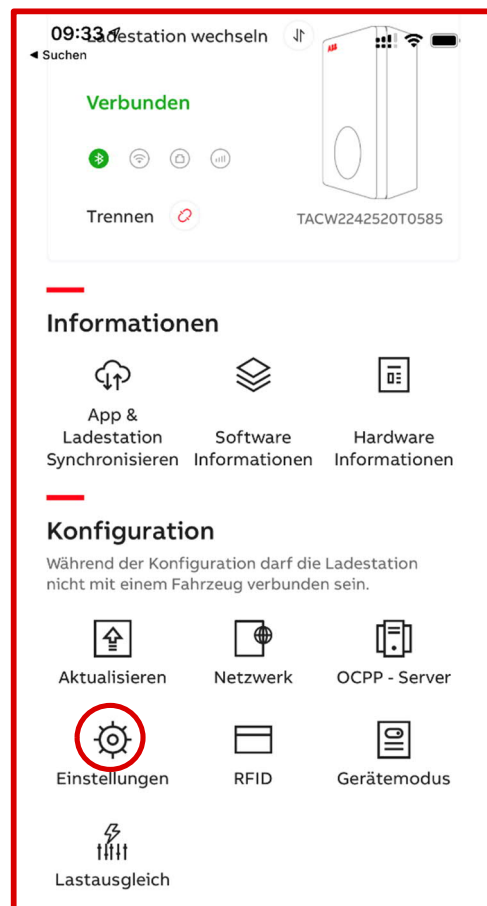 09:33
Ladestation wechseln
◀ Suchen
ABB
Verbunden
Trennen
TACW2242520T0585
Informationen
App &
Ladestation
Synchronisieren
Software
Informationen
Hardware
Informationen
Konfiguration
Während der Konfiguration darf die Ladestation
nicht mit einem Fahrzeug verbunden sein.
Aktualisieren
Netzwerk
OCPP - Server
Einstellungen
RFID
Gerätemodus
Lastausgleich